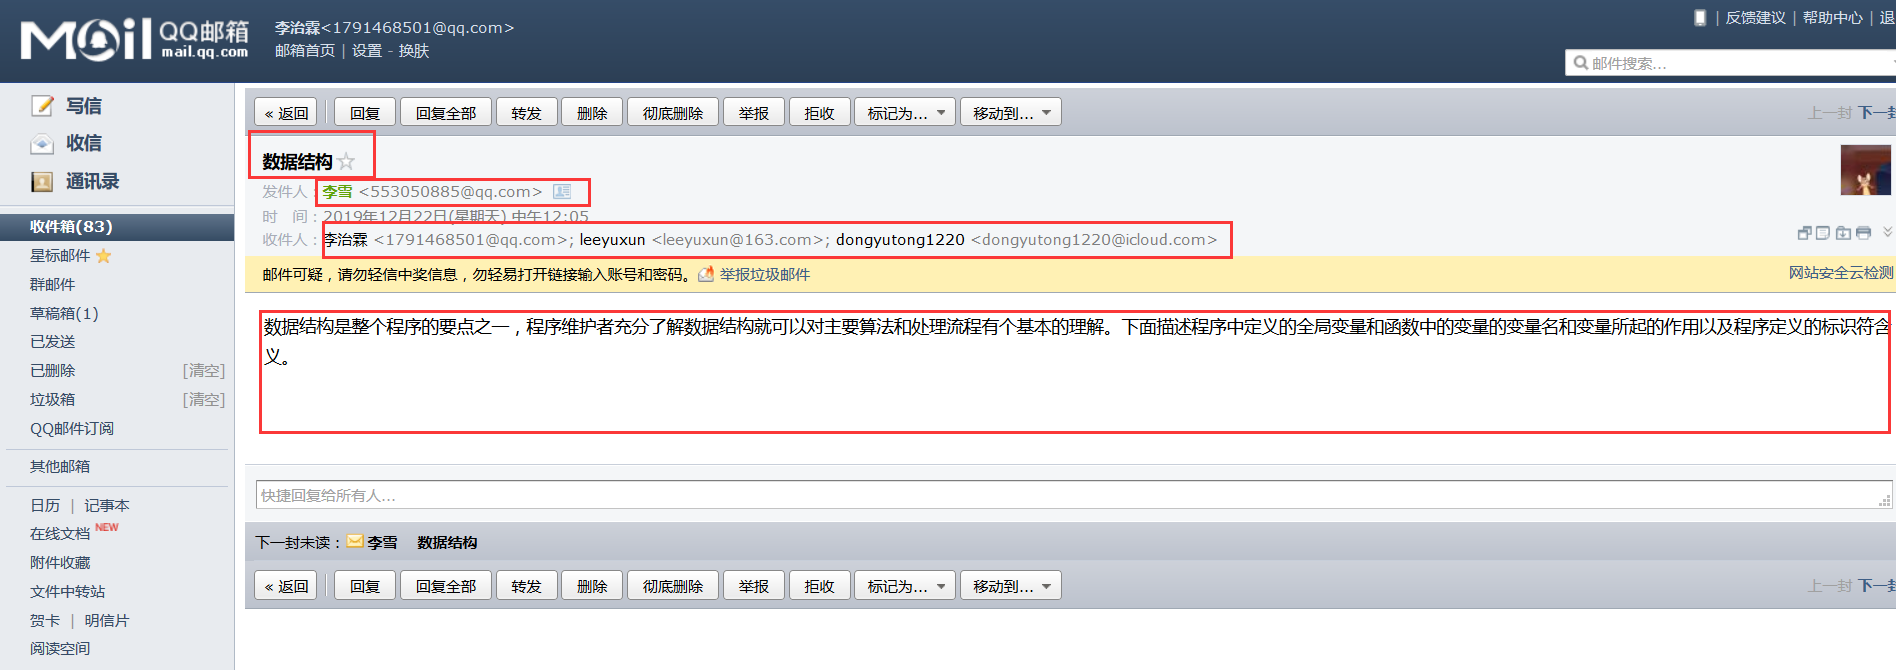 MOil QQ邮箱 mail.qq.com
李治霖<1791468501@qq.com>
邮箱首页 | 设置 - 换肤
| 反馈建议 | 帮助中心 | 退
邮件搜索...
写信
收信
通讯录
收件箱(83)
星标邮件
群邮件
草稿箱(1)
已发送
已删除 [清空]
垃圾箱 [清空]
QQ邮件订阅
其他邮箱
日历 | 记事本
在线文档 NEW
附件收藏
文件中转站
贺卡 | 明信片
阅读空间
« 返回 回复 回复全部 转发 删除 彻底删除 举报 拒收 标记为... 移动到... 上一封 下一封
数据结构
发件人：李雪 <553050885@qq.com>
时 间：2019年12月22日(星期天) 中午12:05
收件人：李治霖 <1791468501@qq.com>; leeyuxun <leeyuxun@163.com>; dongyutong1220 <dongyutong1220@icloud.com>
邮件可疑，请勿轻信中奖信息，勿轻易打开链接输入账号和密码。 举报垃圾邮件 网站安全云检测
数据结构是整个程序的要点之一，程序维护者充分了解数据结构就可以对主要算法和处理流程有个基本的理解。下面描述程序中定义的全局变量和函数中的变量的变量名和变量所起的作用以及程序定义的标识符含
义。
快捷回复给所有人...
下一封未读：李雪 数据结构
« 返回 回复 回复全部 转发 删除 彻底删除 举报 拒收 标记为... 移动到... 上一封 下一封